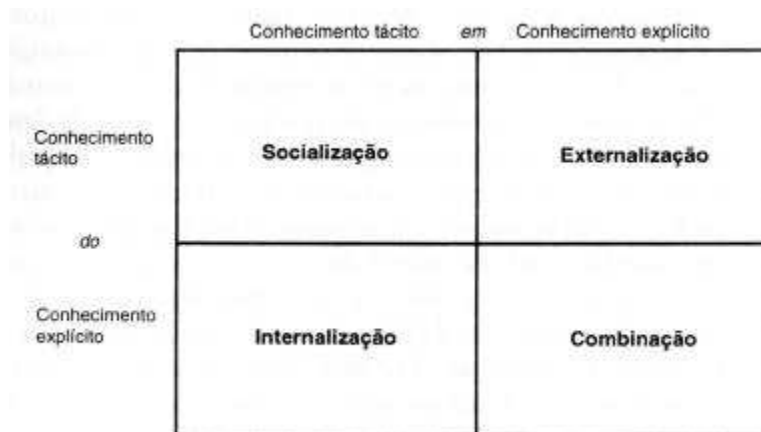 Conhecimento tácito em Conhecimento explícito
Conhecimento
tácito
Socialização Externalização
do
Conhecimento
explícito
Internalização Combinação